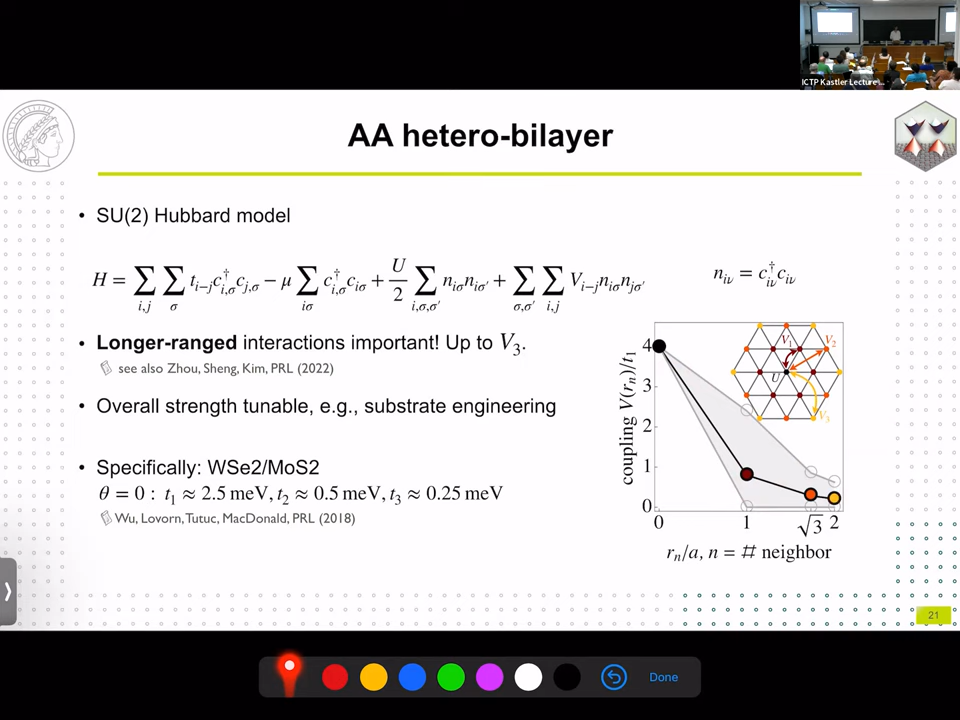 ICTP Kastler Lecture ...
AA hetero-bilayer
• SU(2) Hubbard model
H = ∑_{i,j} ∑_σ t_{i−j} c†_{i,σ} c_{j,σ} − μ ∑_{iσ} c†_{i,σ} c_{iσ} + U/2 ∑_{i,σ,σ′} n_{iσ} n_{iσ′} + ∑_{σ,σ′} ∑_{i,j} V_{i−j} n_{iσ} n_{jσ′}
n_{iν} = c†_{iν} c_{iν}
• Longer-ranged interactions important! Up to V₃.
see also Zhou, Sheng, Kim, PRL (2022)
• Overall strength tunable, e.g., substrate engineering
• Specifically: WSe2/MoS2
θ = 0 : t₁ ≈ 2.5 meV, t₂ ≈ 0.5 meV, t₃ ≈ 0.25 meV
Wu, Lovorn, Tutuc, MacDonald, PRL (2018)
coupling V(rₙ)/t₁
4
3
2
1
0
V₁
V₂
U
V₃
0 1 √3 2
rₙ/a, n = # neighbor
21
Done